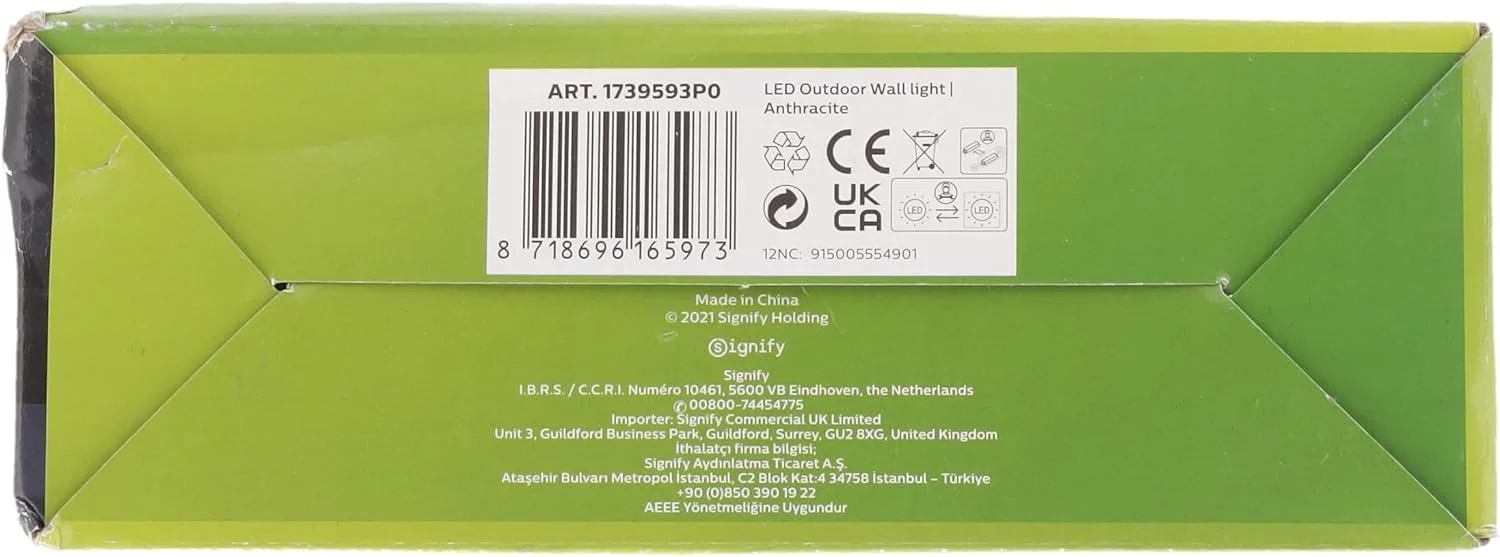 ART. 1739593P0
LED Outdoor Wall light |
Anthracite
CE
UK
CA
LED
LED
8 718696 165973
12NC: 915005554901
Made in China
© 2021 Signify Holding
Signify
Signify
I.B.R.S. / C.C.R.I. Numéro 10461, 5600 VB Eindhoven, the Netherlands
00800-74454775
Importer: Signify Commercial UK Limited
Unit 3, Guildford Business Park, Guildford, Surrey, GU2 8XG, United Kingdom
İthalatçı firma bilgisi;
Signify Aydınlatma Ticaret A.Ş.
Ataşehir Bulvarı Metropol İstanbul, C2 Blok Kat:4 34758 İstanbul – Türkiye
+90 (0)850 390 19 22
AEEE Yönetmeliğine Uygundur